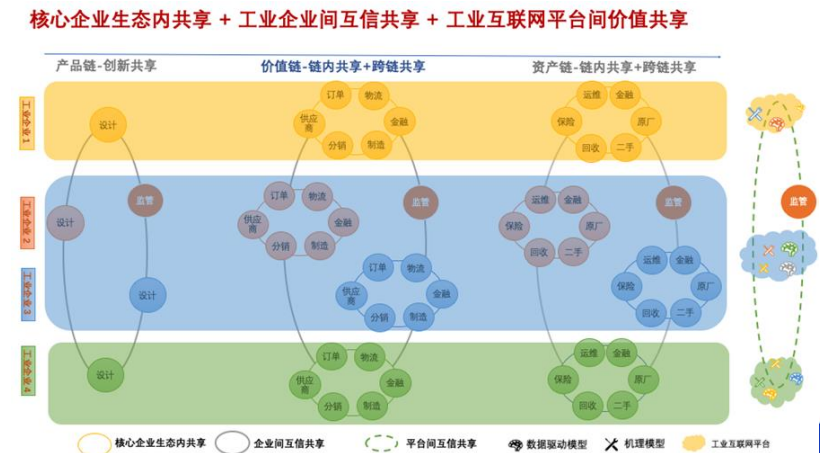 核心企业生态内共享 + 工业企业间互信共享 + 工业互联网平台间价值共享
产品链-创新共享
价值链-链内共享+跨链共享
资产链-链内共享+跨链共享
工业企业1
设计
订单
物流
供应商
金融
分销
制造
运维
金融
保险
原厂
回收
二手
工业企业2
设计
监管
订单
物流
供应商
金融
分销
制造
监管
运维
金融
保险
原厂
回收
二手
监管
监管
工业企业3
设计
订单
物流
供应商
金融
分销
制造
运维
金融
保险
原厂
回收
二手
工业企业4
设计
订单
物流
供应商
金融
分销
制造
运维
金融
保险
原厂
回收
二手
核心企业生态内共享
企业间互信共享
平台间互信共享
数据驱动模型
机理模型
工业互联网平台